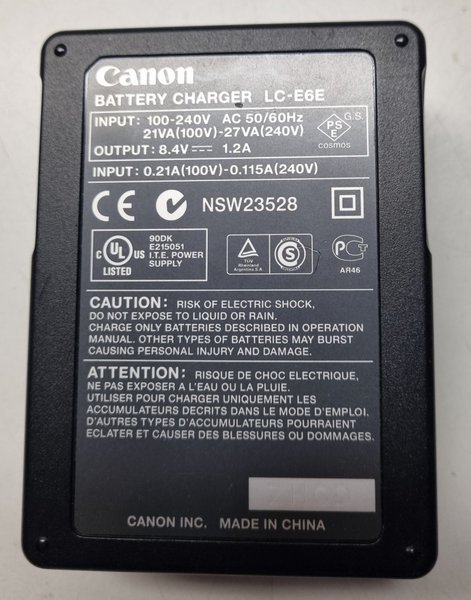 Canon
BATTERY CHARGER LC-E6E
INPUT: 100-240V AC 50/60Hz
21VA(100V)-27VA(240V)
OUTPUT: 8.4V⎓ 1.2A
G.S.
PS
E
cosmos
INPUT: 0.21A(100V)-0.115A(240V)
CE NSW23528
C UL US
LISTED
90DK
E215051
I.T.E. POWER
SUPPLY
TÜV
Rheinland
Argentina S.A
S
AR46
CAUTION: RISK OF ELECTRIC SHOCK,
DO NOT EXPOSE TO LIQUID OR RAIN.
CHARGE ONLY BATTERIES DESCRIBED IN OPERATION
MANUAL. OTHER TYPES OF BATTERIES MAY BURST
CAUSING PERSONAL INJURY AND DAMAGE.
ATTENTION: RISQUE DE CHOC ELECTRIQUE,
NE PAS EXPOSER A L'EAU OU LA PLUIE.
UTILISER POUR CHARGER UNIQUEMENT LES
ACCUMULATEURS DECRITS DANS LE MODE D'EMPLOI.
D'AUTRES TYPES D'ACCUMULATEURS POURRAIENT
ECLATER ET CAUSER DES BLESSURES OU DOMMAGES.
CANON INC. MADE IN CHINA